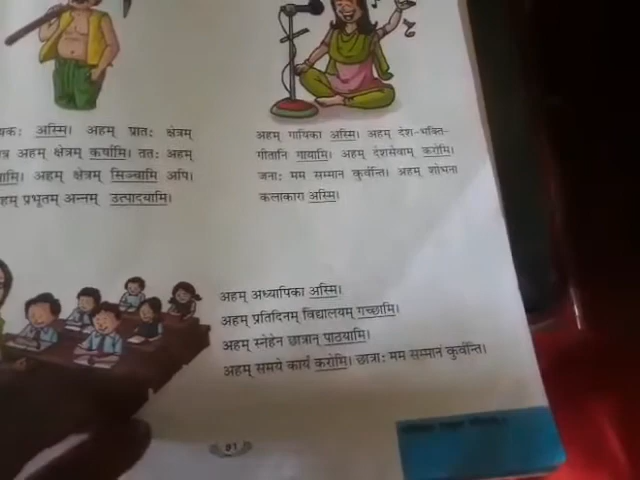 अस्मि। अहम् प्रातः क्षेत्रम्
अहम् क्षेत्रम् कर्षामि। ततः अहम्
अहम् क्षेत्रम् सिञ्चामि अपि।
प्रभूतम् अन्नम् उत्पादयामि।
अहम् गायिका अस्मि। अहम् देश-भक्ति-
गीतानि गायामि। अहम् देशसेवाम् करोमि।
जनाः मम सम्मान कुर्वन्ति। अहम् शोभना
कलाकारा अस्मि।
अहम् अध्यापिका अस्मि।
अहम् प्रतिदिनम् विद्यालयम् गच्छामि।
अहम् स्नेहेन छात्रान् पाठयामि।
अहम् समये कार्यं करोमि। छात्राः मम सम्मानं कुर्वन्ति।